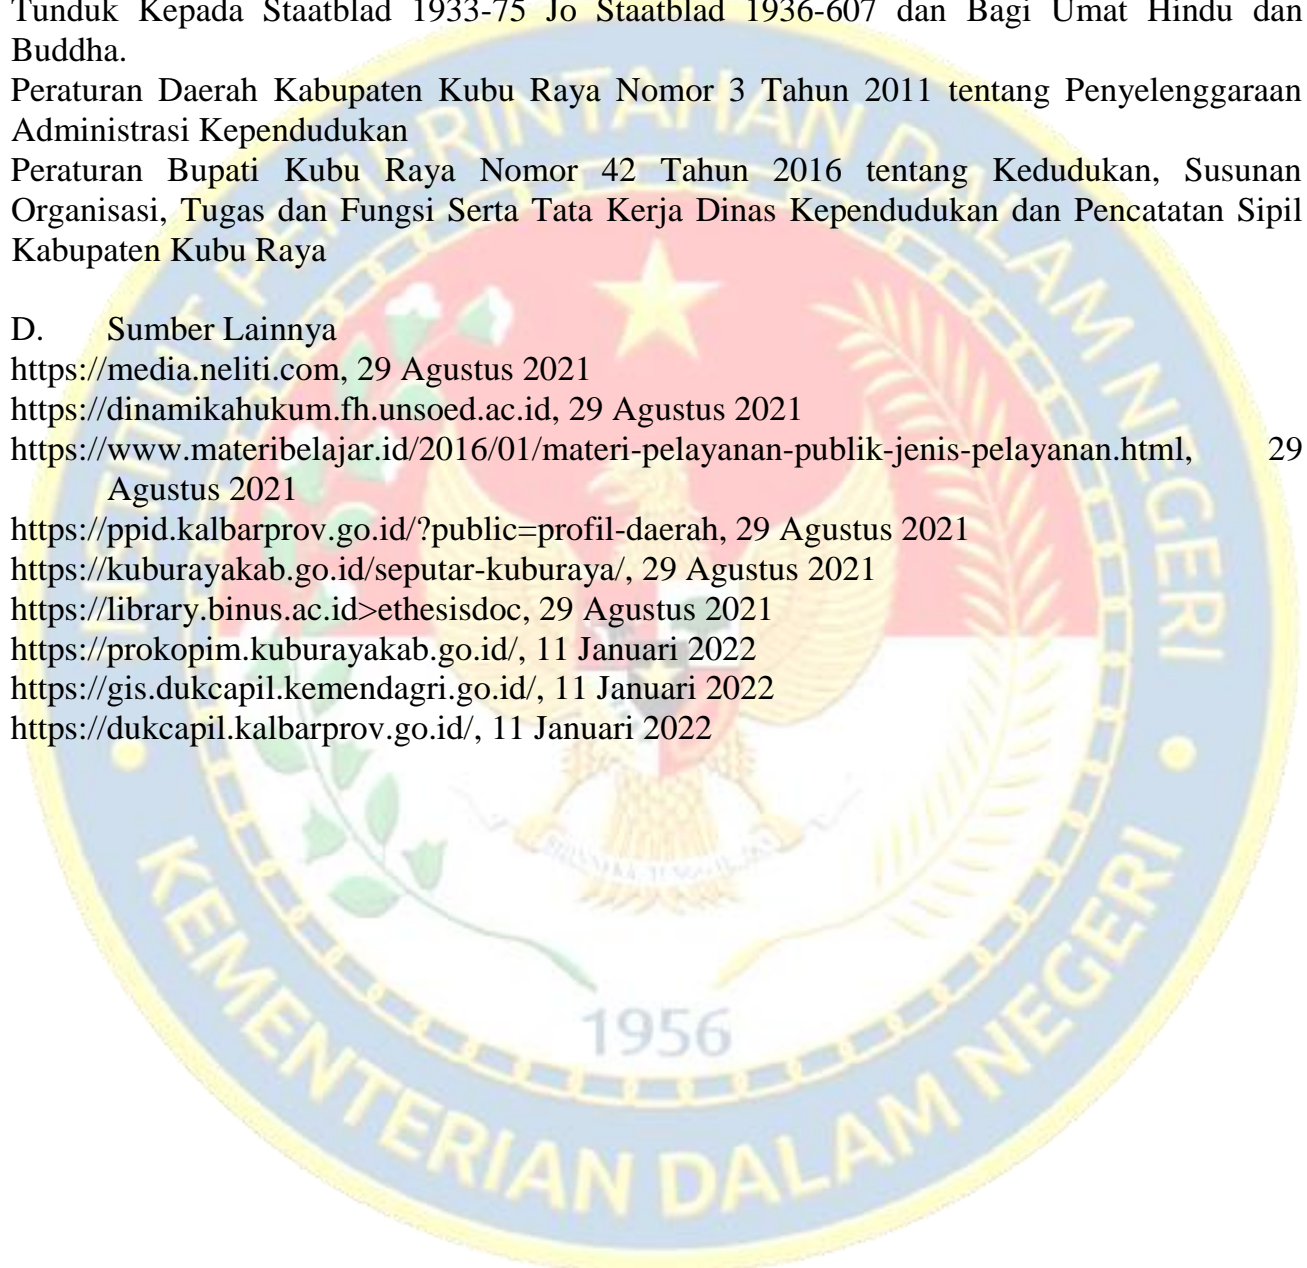 Tunduk Kepada Staatblad 1933-75 Jo Staatblad 1936-607 dan Bagi Umat Hindu dan
Buddha.
Peraturan Daerah Kabupaten Kubu Raya Nomor 3 Tahun 2011 tentang Penyelenggaraan
Administrasi Kependudukan
Peraturan Bupati Kubu Raya Nomor 42 Tahun 2016 tentang Kedudukan, Susunan
Organisasi, Tugas dan Fungsi Serta Tata Kerja Dinas Kependudukan dan Pencatatan Sipil
Kabupaten Kubu Raya
D. Sumber Lainnya
https://media.neliti.com, 29 Agustus 2021
https://dinamikahukum.fh.unsoed.ac.id, 29 Agustus 2021
https://www.materibelajar.id/2016/01/materi-pelayanan-publik-jenis-pelayanan.html, 29
Agustus 2021
https://ppid.kalbarprov.go.id/?public=profil-daerah, 29 Agustus 2021
https://kuburayakab.go.id/seputar-kuburaya/, 29 Agustus 2021
https://library.binus.ac.id>ethesisdoc, 29 Agustus 2021
https://prokopim.kuburayakab.go.id/, 11 Januari 2022
https://gis.dukcapil.kemendagri.go.id/, 11 Januari 2022
https://dukcapil.kalbarprov.go.id/, 11 Januari 2022
INSTITUT PEMERINTAHAN DALAM NEGERI
1956
KEMENTERIAN DALAM NEGERI